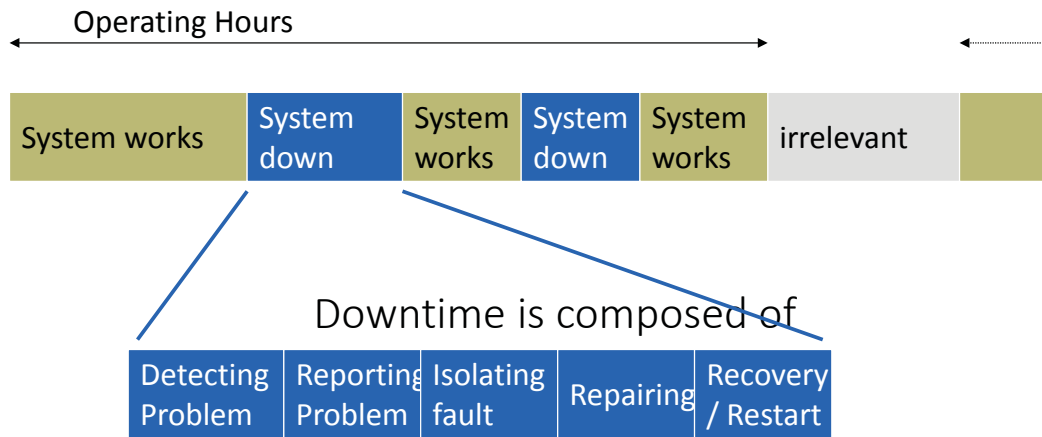 Operating Hours
System works
System
down
System
works
System
down
System
works
irrelevant
Downtime is composed of
Detecting
Problem
Reporting
Problem
Isolating
fault
Repairing
Recovery
/ Restart